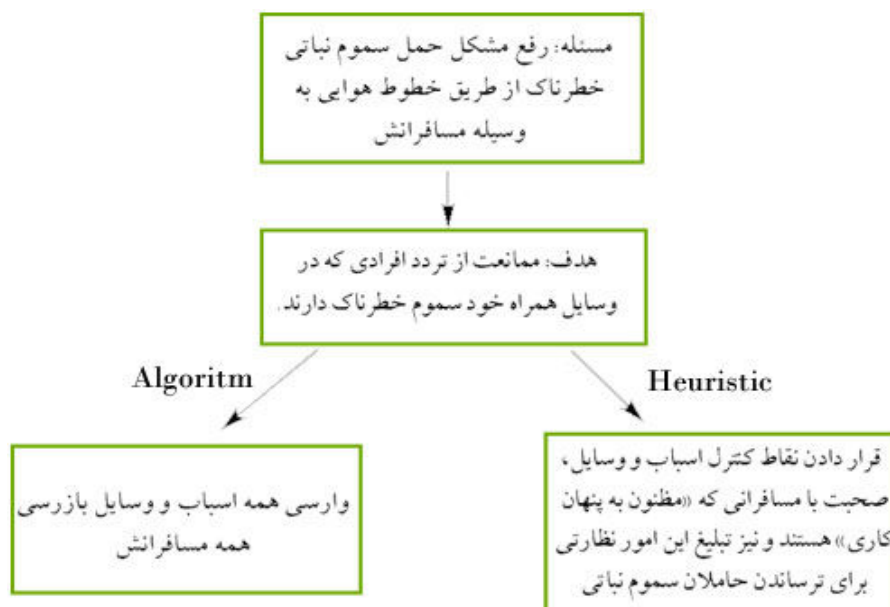 مسئله: رفع مشکل حمل سموم نباتی
خطرناک از طریق خطوط هوایی به
وسیله مسافرانش
هدف: ممانعت از تردد افرادی که در
وسایل همراه خود سموم خطرناک دارند.
Algoritm
Heuristic
وارسی همه اسباب و وسایل بازرسی
همه مسافرانش
قرار دادن نقاط کنترل اسباب و وسایل،
صحبت با مسافرانی که «مظنون به پنهان
کاری» هستند و نیز تبلیغ این امور نظارتی
برای ترساندن حاملان سموم نباتی